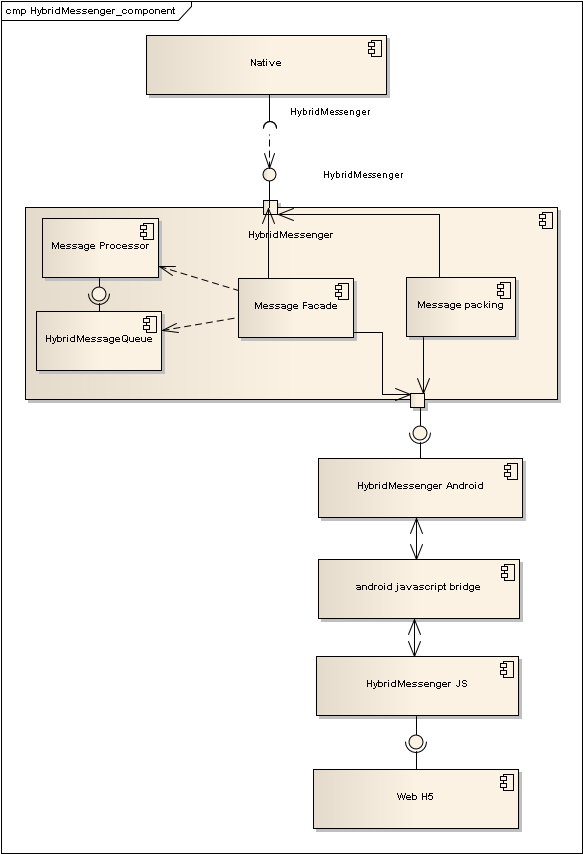 cmp HybridMessenger_component
Native
HybridMessenger
HybridMessenger
HybridMessenger
Message Processor
Message Facade
Message packing
HybridMessageQueue
HybridMessenger Android
android javascript bridge
HybridMessenger JS
Web H5